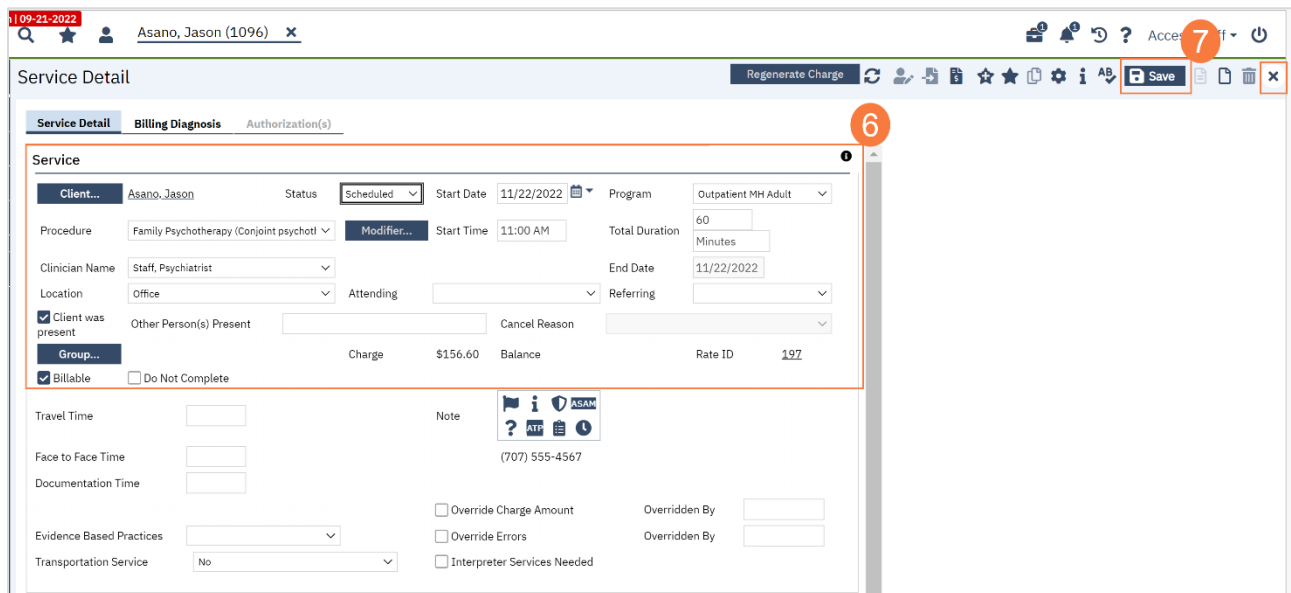 n | 09-21-2022
Asano, Jason (1096)
1
1
?
7
Service Detail
Regenerate Charge
Save
Service Detail Billing Diagnosis Authorization(s)
6
Service
Client... Asano, Jason Status Scheduled Start Date 11/22/2022 Program Outpatient MH Adult
Procedure Family Psychotherapy (Conjoint psychotl Modifier... Start Time 11:00 AM Total Duration 60
Minutes
Clinician Name Staff, Psychiatrist End Date 11/22/2022
Location Office Attending Referring
Client was
present Other Person(s) Present Cancel Reason
Group... Charge $156.60 Balance Rate ID 197
Billable Do Not Complete
Travel Time Note ASAM
? ATP
Face to Face Time (707) 555-4567
Documentation Time
Override Charge Amount Overridden By
Evidence Based Practices Override Errors Overridden By
Transportation Service No Interpreter Services Needed